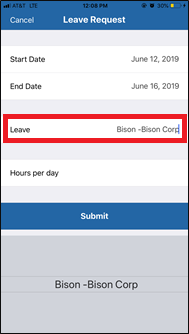 AT&T LTE 12:08 PM
Cancel Leave Request
Start Date June 12, 2019
End Date June 16, 2019
Leave Bison -Bison Corp
Hours per day
Submit
Bison -Bison Corp